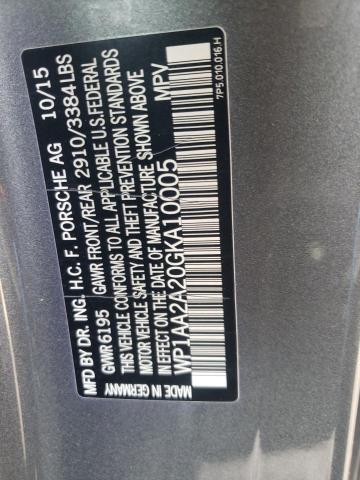 MFD BY DR. ING. H.C. F. PORSCHE AG 10/15
GWR 6195 GAWR FRONT/REAR 2910/3384 LBS
THIS VEHICLE CONFORMS TO ALL APPLICABLE U.S. FEDERAL
MOTOR VEHICLE SAFETY AND THEFT PREVENTION STANDARDS
IN EFFECT ON THE DATE OF MANUFACTURE SHOWN ABOVE
WP1AA2A20GKA10005 MPV
MADE IN GERMANY 7P5.010.016.H